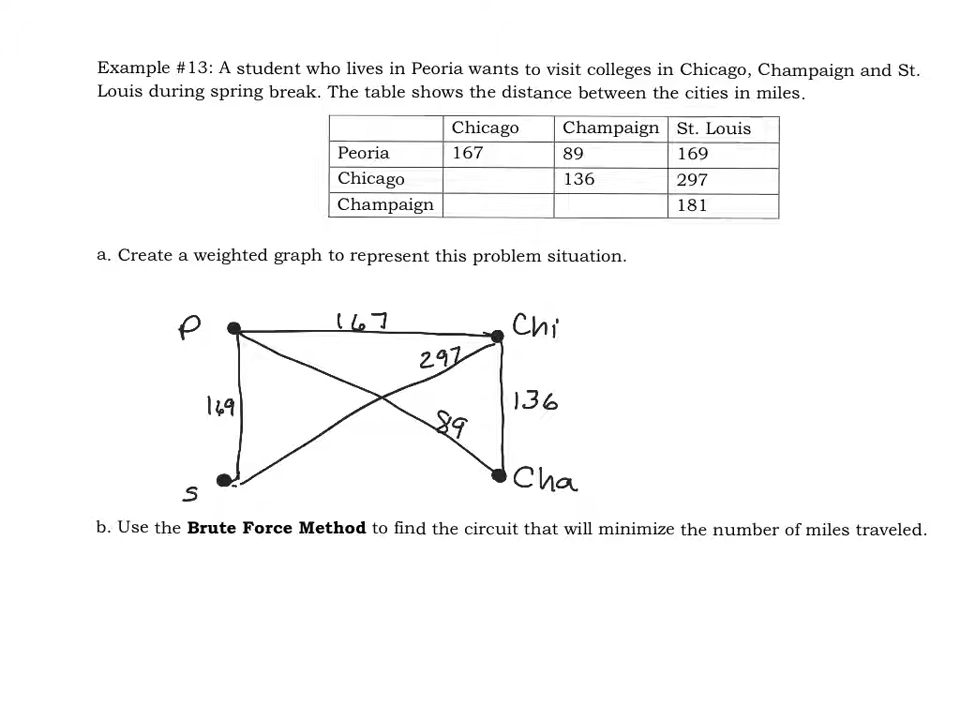 Example #13: A student who lives in Peoria wants to visit colleges in Chicago, Champaign and St.
Louis during spring break. The table shows the distance between the cities in miles.
Chicago Champaign St. Louis
Peoria 167 89 169
Chicago 136 297
Champaign 181
a. Create a weighted graph to represent this problem situation.
P 167 Chi
297
169 89 136
S Cha
b. Use the Brute Force Method to find the circuit that will minimize the number of miles traveled.